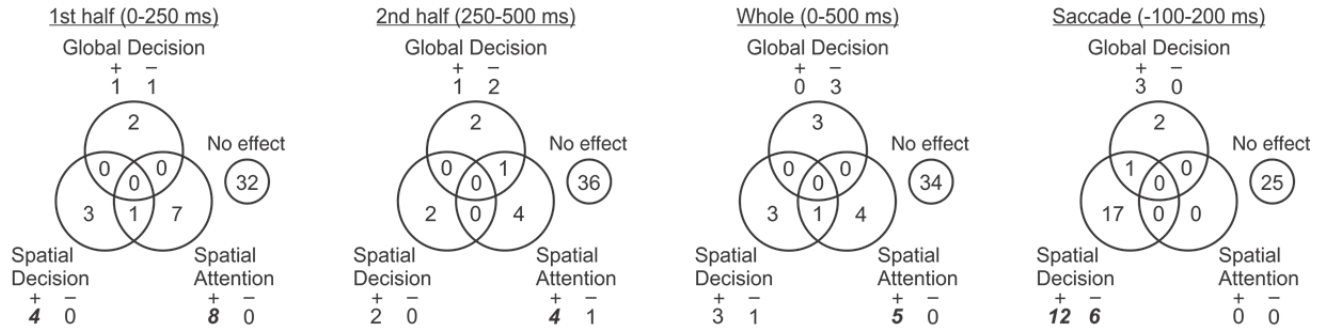 1st half (0-250 ms)
Global Decision
+ −
1 1
2
No effect
32
0 0
0
3 1 7
Spatial
Decision
+ −
4 0
Spatial
Attention
+ −
8 0
2nd half (250-500 ms)
Global Decision
+ −
1 2
2
No effect
36
0 1
0
2 0 4
Spatial
Decision
+ −
2 0
Spatial
Attention
+ −
4 1
Whole (0-500 ms)
Global Decision
+ −
0 3
3
No effect
34
0 0
0
3 1 4
Spatial
Decision
+ −
3 1
Spatial
Attention
+ −
5 0
Saccade (-100-200 ms)
Global Decision
+ −
3 0
2
No effect
25
1 0
0
17 0 0
Spatial
Decision
+ −
12 6
Spatial
Attention
+ −
0 0